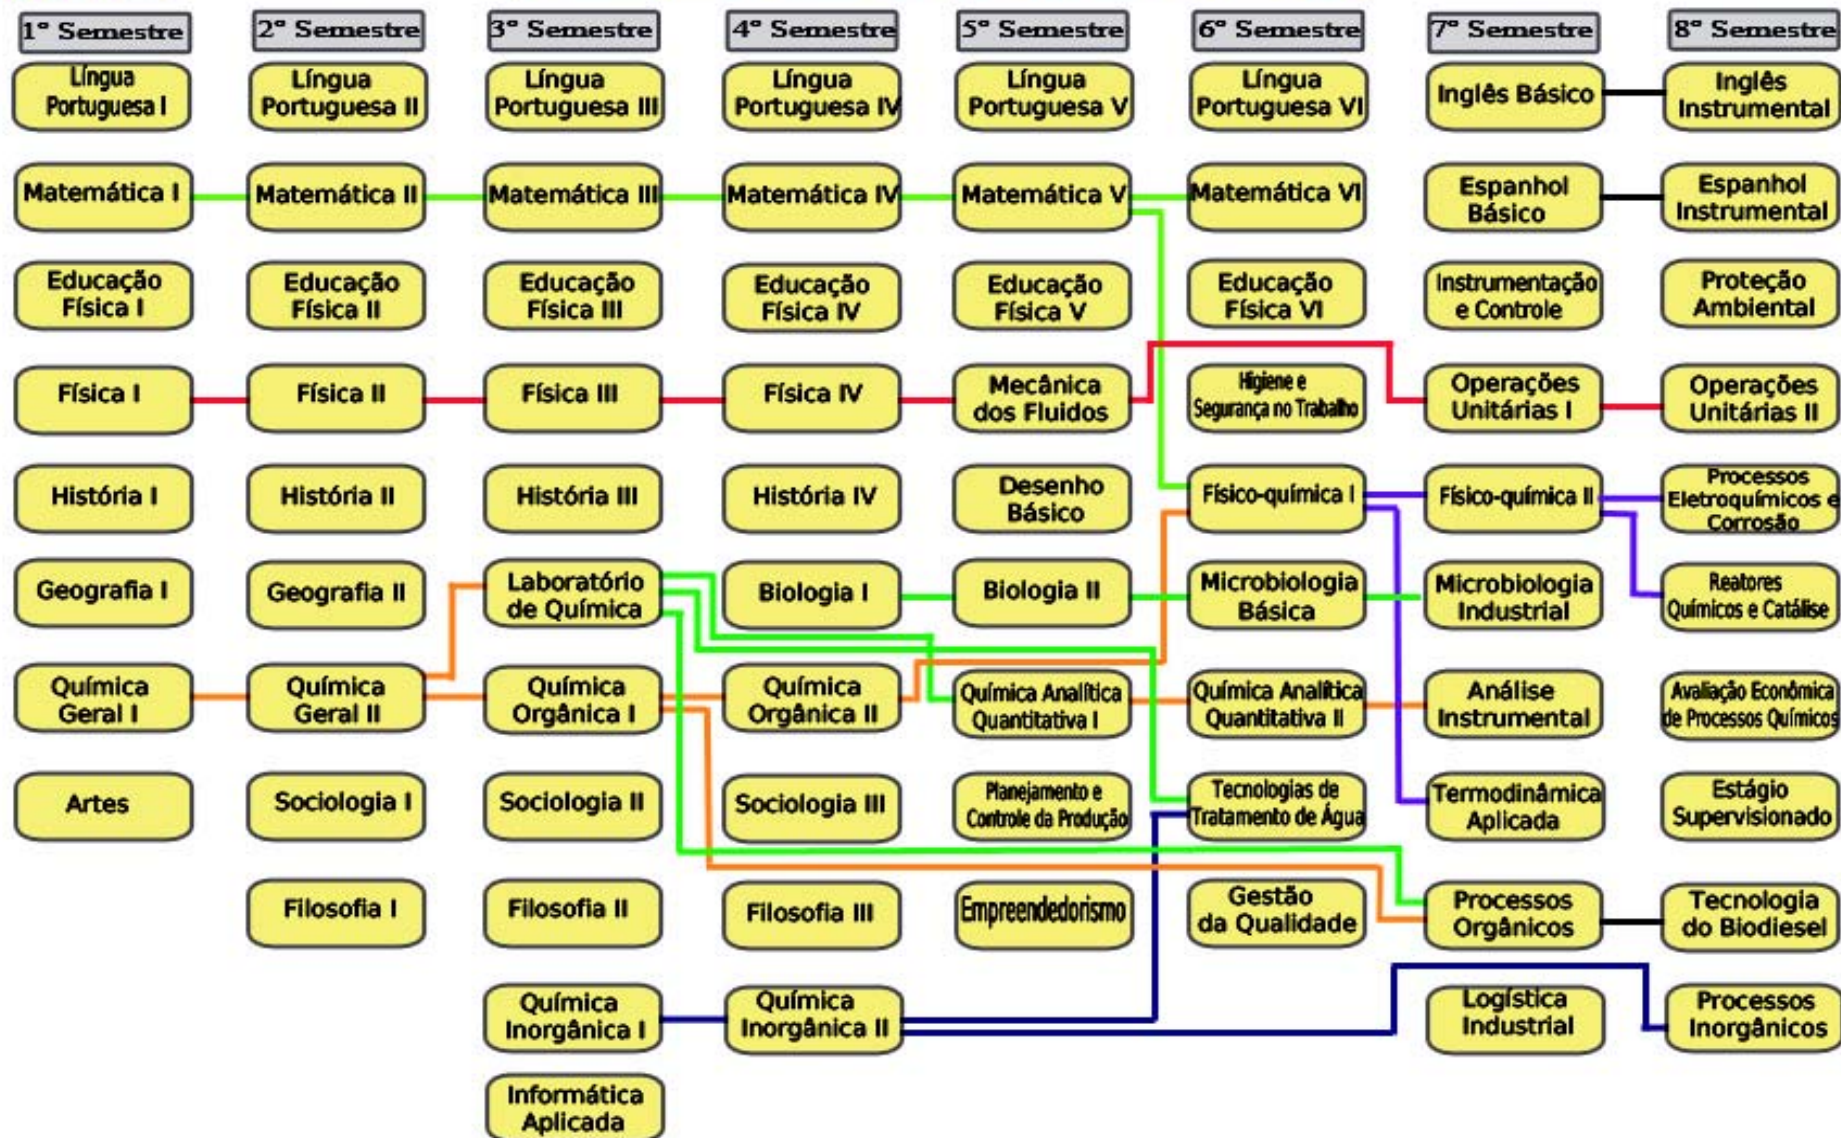 1º Semestre
2º Semestre
3º Semestre
4º Semestre
5º Semestre
6º Semestre
7º Semestre
8º Semestre
Língua
Portuguesa I
Língua
Portuguesa II
Língua
Portuguesa III
Língua
Portuguesa IV
Língua
Portuguesa V
Língua
Portuguesa VI
Inglês Básico
Inglês
Instrumental
Matemática I
Matemática II
Matemática III
Matemática IV
Matemática V
Matemática VI
Espanhol
Básico
Espanhol
Instrumental
Educação
Física I
Educação
Física II
Educação
Física III
Educação
Física IV
Educação
Física V
Educação
Física VI
Instrumentação
e Controle
Proteção
Ambiental
Física I
Física II
Física III
Física IV
Mecânica
dos Fluidos
Higiene e
Segurança no Trabalho
Operações
Unitárias I
Operações
Unitárias II
História I
História II
História III
História IV
Desenho
Básico
Físico-química I
Físico-química II
Processos
Eletroquímicos e
Corrosão
Geografia I
Geografia II
Laboratório
de Química
Biologia I
Biologia II
Microbiologia
Básica
Microbiologia
Industrial
Reatores
Químicos e Catálise
Química
Geral I
Química
Geral II
Química
Orgânica I
Química
Orgânica II
Química Analítica
Quantitativa I
Química Analítica
Quantitativa II
Análise
Instrumental
Avaliação Econômica
de Processos Químicos
Artes
Sociologia I
Sociologia II
Sociologia III
Planejamento e
Controle da Produção
Tecnologias de
Tratamento de Água
Termodinâmica
Aplicada
Estágio
Supervisionado
Filosofia I
Filosofia II
Filosofia III
Empreendedorismo
Gestão
da Qualidade
Processos
Orgânicos
Tecnologia
do Biodiesel
Química
Inorgânica I
Química
Inorgânica II
Logística
Industrial
Processos
Inorgânicos
Informática
Aplicada